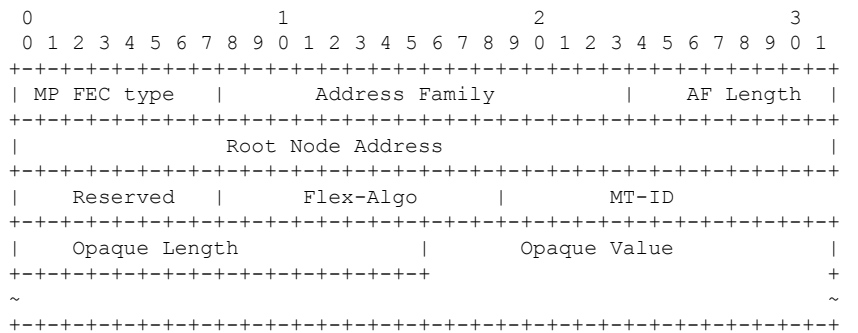 0                   1                   2                   3
 0 1 2 3 4 5 6 7 8 9 0 1 2 3 4 5 6 7 8 9 0 1 2 3 4 5 6 7 8 9 0 1
+-+-+-+-+-+-+-+-+-+-+-+-+-+-+-+-+-+-+-+-+-+-+-+-+-+-+-+-+-+-+-+-+
| MP FEC type   |       Address Family          |    AF Length  |
+-+-+-+-+-+-+-+-+-+-+-+-+-+-+-+-+-+-+-+-+-+-+-+-+-+-+-+-+-+-+-+-+
|                Root Node Address                              |
+-+-+-+-+-+-+-+-+-+-+-+-+-+-+-+-+-+-+-+-+-+-+-+-+-+-+-+-+-+-+-+-+
|    Reserved   |      Flex-Algo      |        MT-ID
+-+-+-+-+-+-+-+-+-+-+-+-+-+-+-+-+-+-+-+-+-+-+-+-+-+-+-+-+-+-+-+-+
|    Opaque Length              |       Opaque Value            |
+-+-+-+-+-+-+-+-+-+-+-+-+-+-+-+-+                               +
~                                                               ~
+-+-+-+-+-+-+-+-+-+-+-+-+-+-+-+-+-+-+-+-+-+-+-+-+-+-+-+-+-+-+-+-+